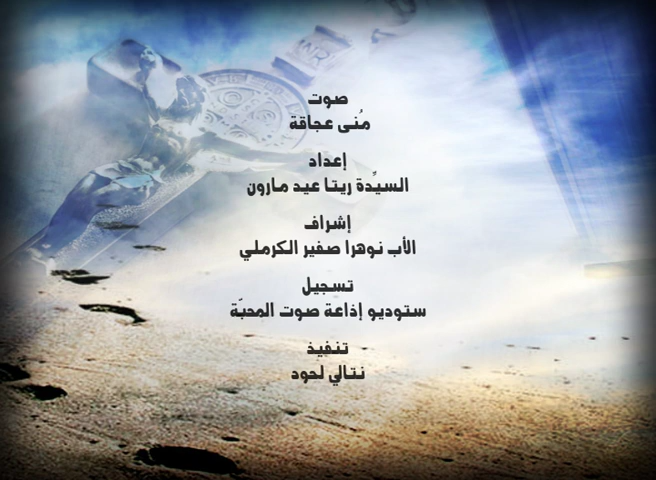 صوت
مُنى عجاقة
إعداد
السيِّدة ريتا عيد مارون
إشراف
الأب نوهرا صفير الكرملي
تسجيل
ستوديو إذاعة صوت المحبّة
تنفيذ
نتالي لحود